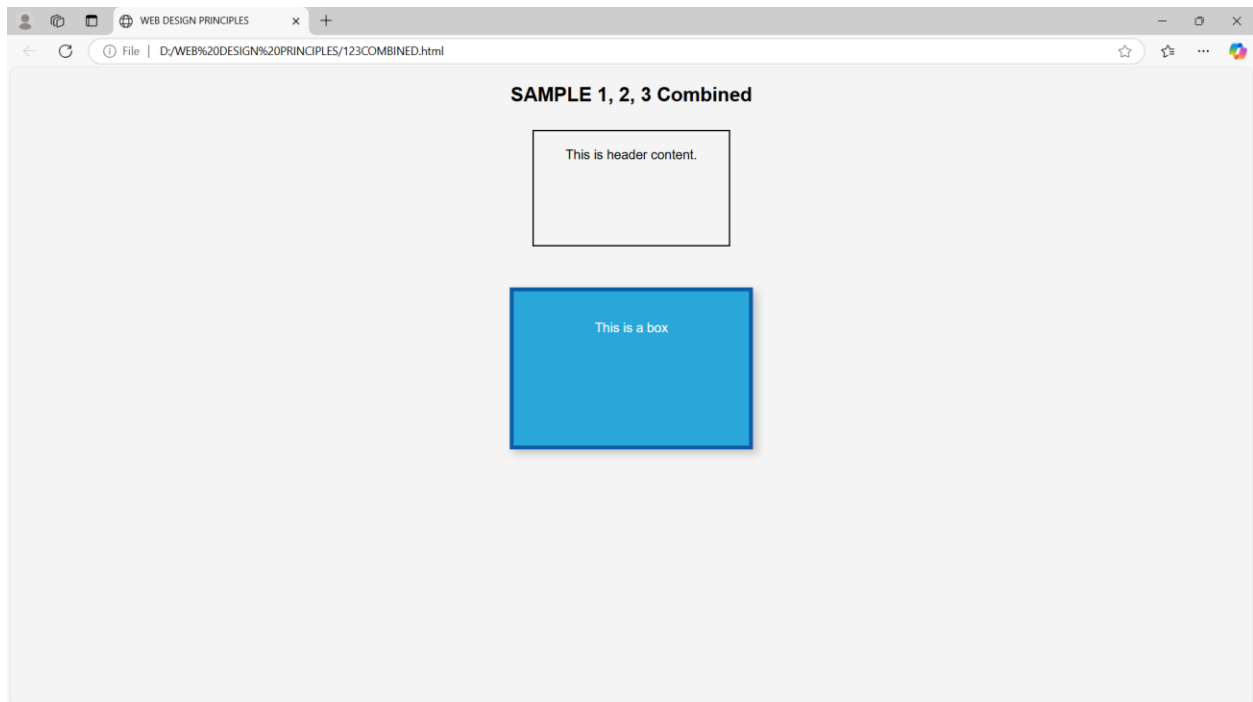 WEB DESIGN PRINCIPLES
File | D:/WEB%20DESIGN%20PRINCIPLES/123COMBINED.html
SAMPLE 1, 2, 3 Combined
This is header content.
This is a box